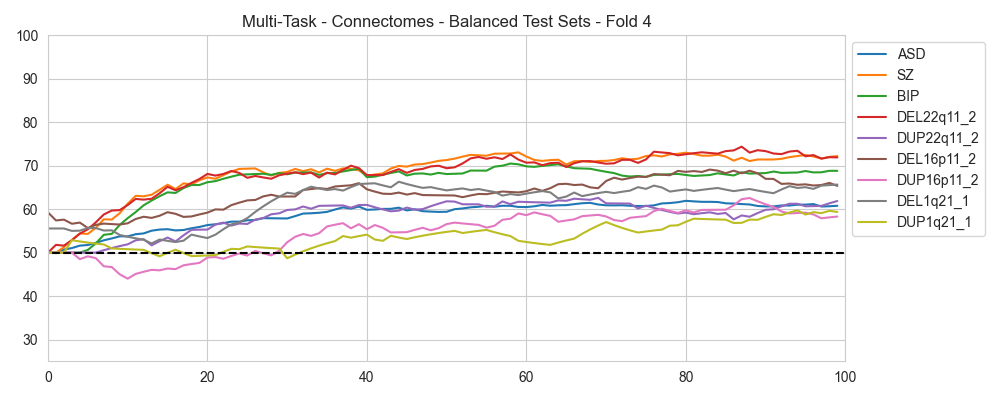 Multi-Task - Connectomes - Balanced Test Sets - Fold 4
100
90
80
70
60
50
40
30
0
20
40
60
80
100
ASD
SZ
BIP
DEL22q11_2
DUP22q11_2
DEL16p11_2
DUP16p11_2
DEL1q21_1
DUP1q21_1